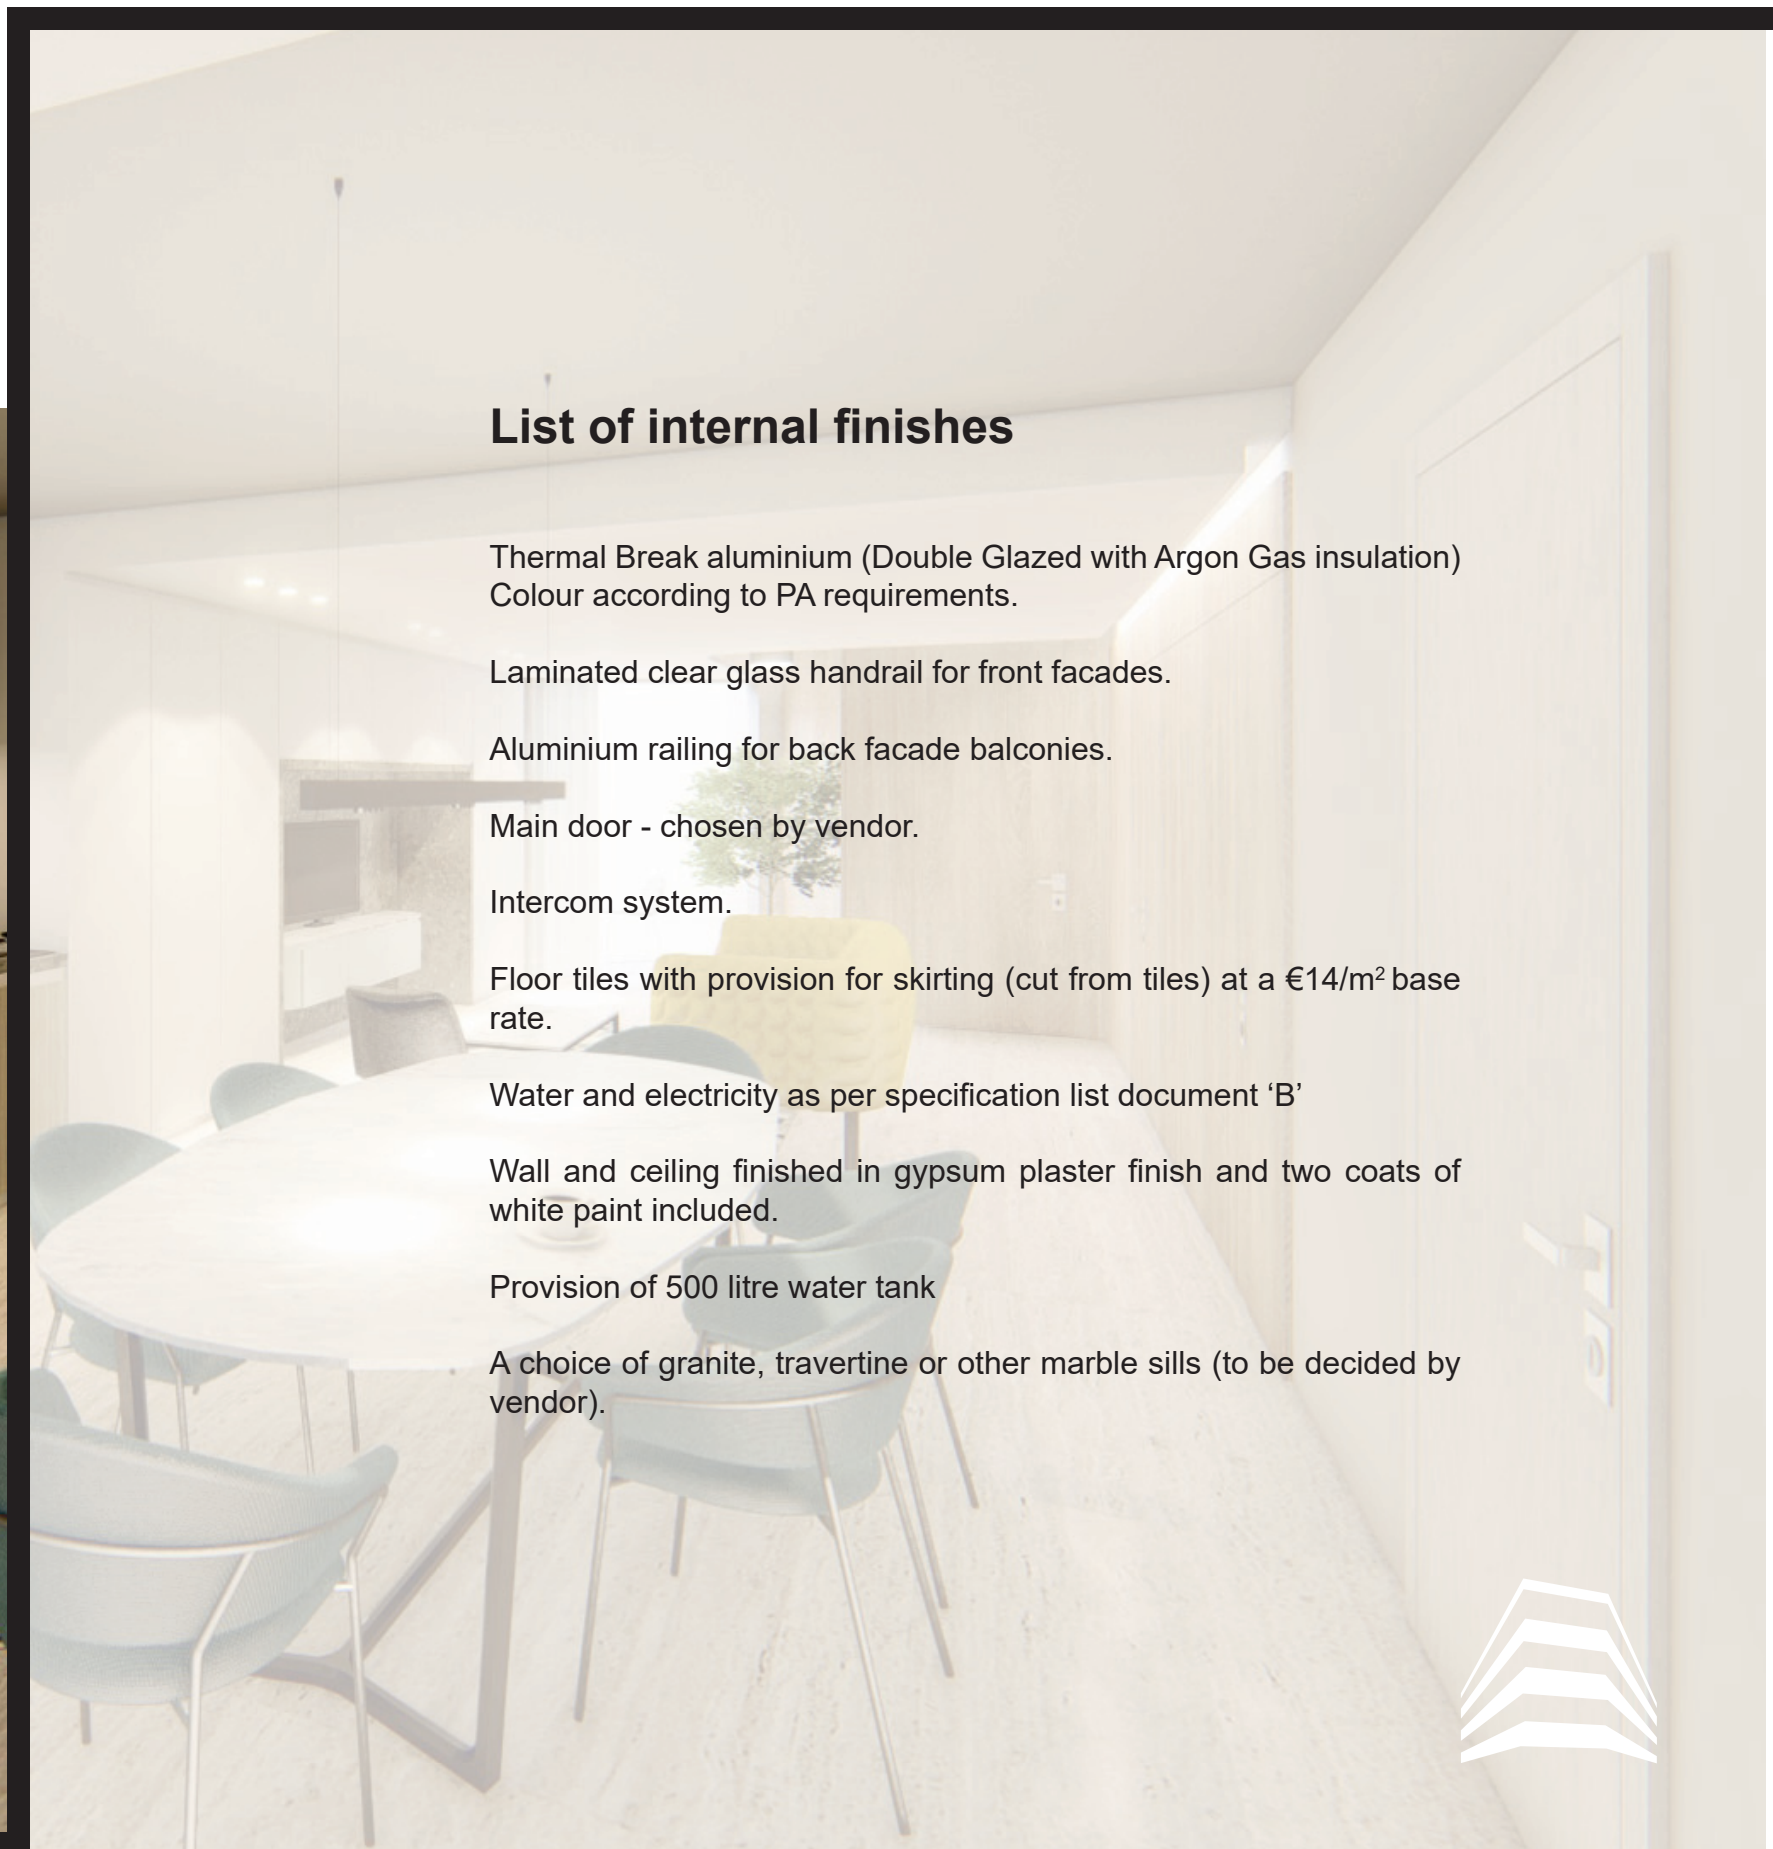 List of internal finishes
Thermal Break aluminium (Double Glazed with Argon Gas insulation)
Colour according to PA requirements.
Laminated clear glass handrail for front facades.
Aluminium railing for back facade balconies.
Main door - chosen by vendor.
Intercom system.
Floor tiles with provision for skirting (cut from tiles) at a €14/m² base
rate.
Water and electricity as per specification list document ‘B’
Wall and ceiling finished in gypsum plaster finish and two coats of
white paint included.
Provision of 500 litre water tank
A choice of granite, travertine or other marble sills (to be decided by
vendor).